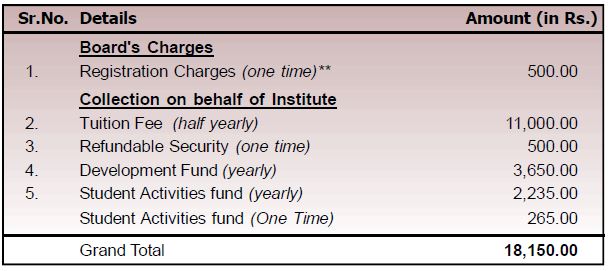 Sr.No. Details Amount (in Rs.)
Board's Charges
1. Registration Charges (one time)** 500.00
Collection on behalf of Institute
2. Tuition Fee (half yearly) 11,000.00
3. Refundable Security (one time) 500.00
4. Development Fund (yearly) 3,650.00
5. Student Activities fund (yearly) 2,235.00
Student Activities fund (One Time) 265.00
Grand Total 18,150.00